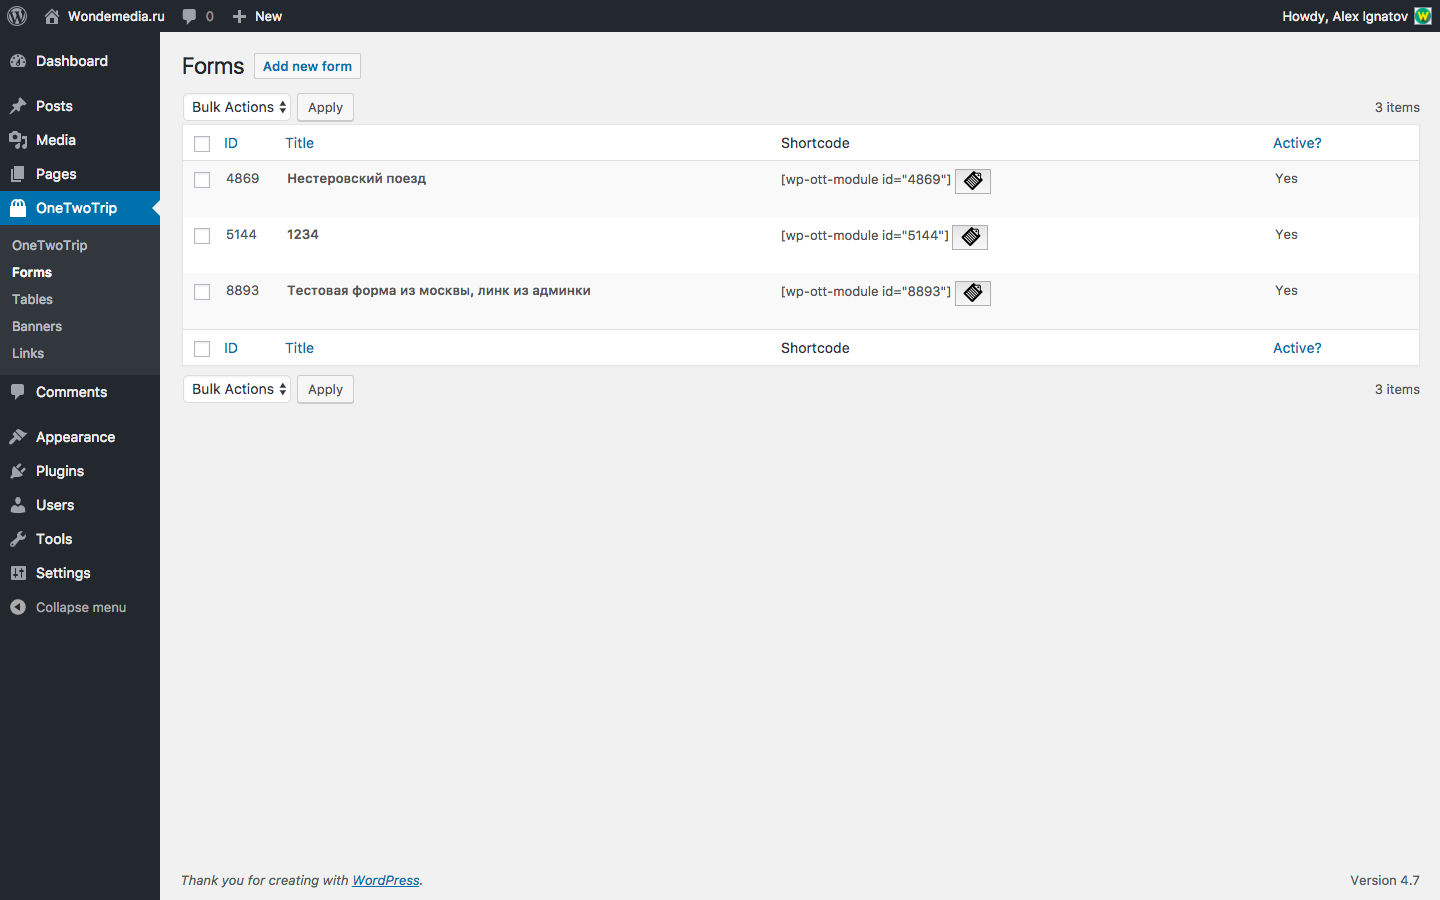 Wondemedia.ru 0 New Howdy, Alex Ignatov W
Dashboard
Posts
Media
Pages
OneTwoTrip
OneTwoTrip
Forms
Tables
Banners
Links
Comments
Appearance
Plugins
Users
Tools
Settings
Collapse menu
Forms Add new form
Bulk Actions Apply 3 items
ID Title Shortcode Active?
4869 Нестеровский поезд [wp-ott-module id="4869"] Yes
5144 1234 [wp-ott-module id="5144"] Yes
8893 Тестовая форма из москвы, линк из админки [wp-ott-module id="8893"] Yes
ID Title Shortcode Active?
Bulk Actions Apply 3 items
Thank you for creating with WordPress. Version 4.7